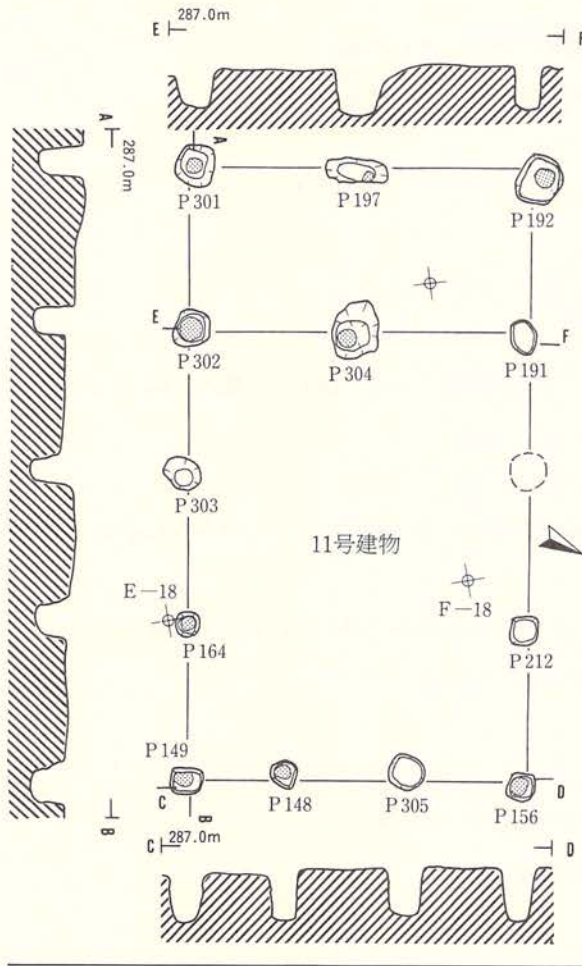 E 287.0m F
A 287.0m B
A
P301
P197
P192
E F
P302
P304
P191
P303
11号建物
E-18
F-18
P164
P212
P149
C D
P148
P305
P156
B
C 287.0m D